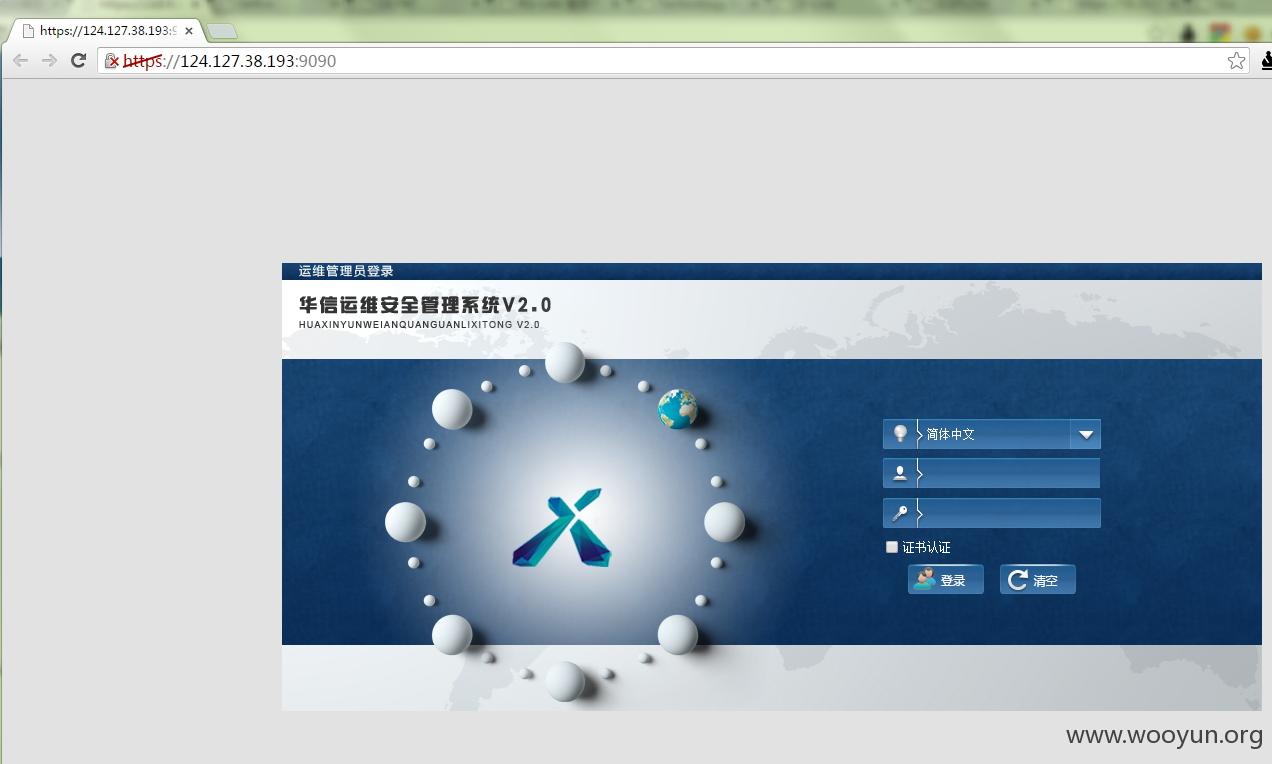 https://124.127.38.193:9
https://124.127.38.193:9090
运维管理员登录
华信运维安全管理系统V2.0
HUAXINYUNWEIANQUANGUANLIXITONG V2.0
简体中文
证书认证
登录
清空
www.wooyun.org